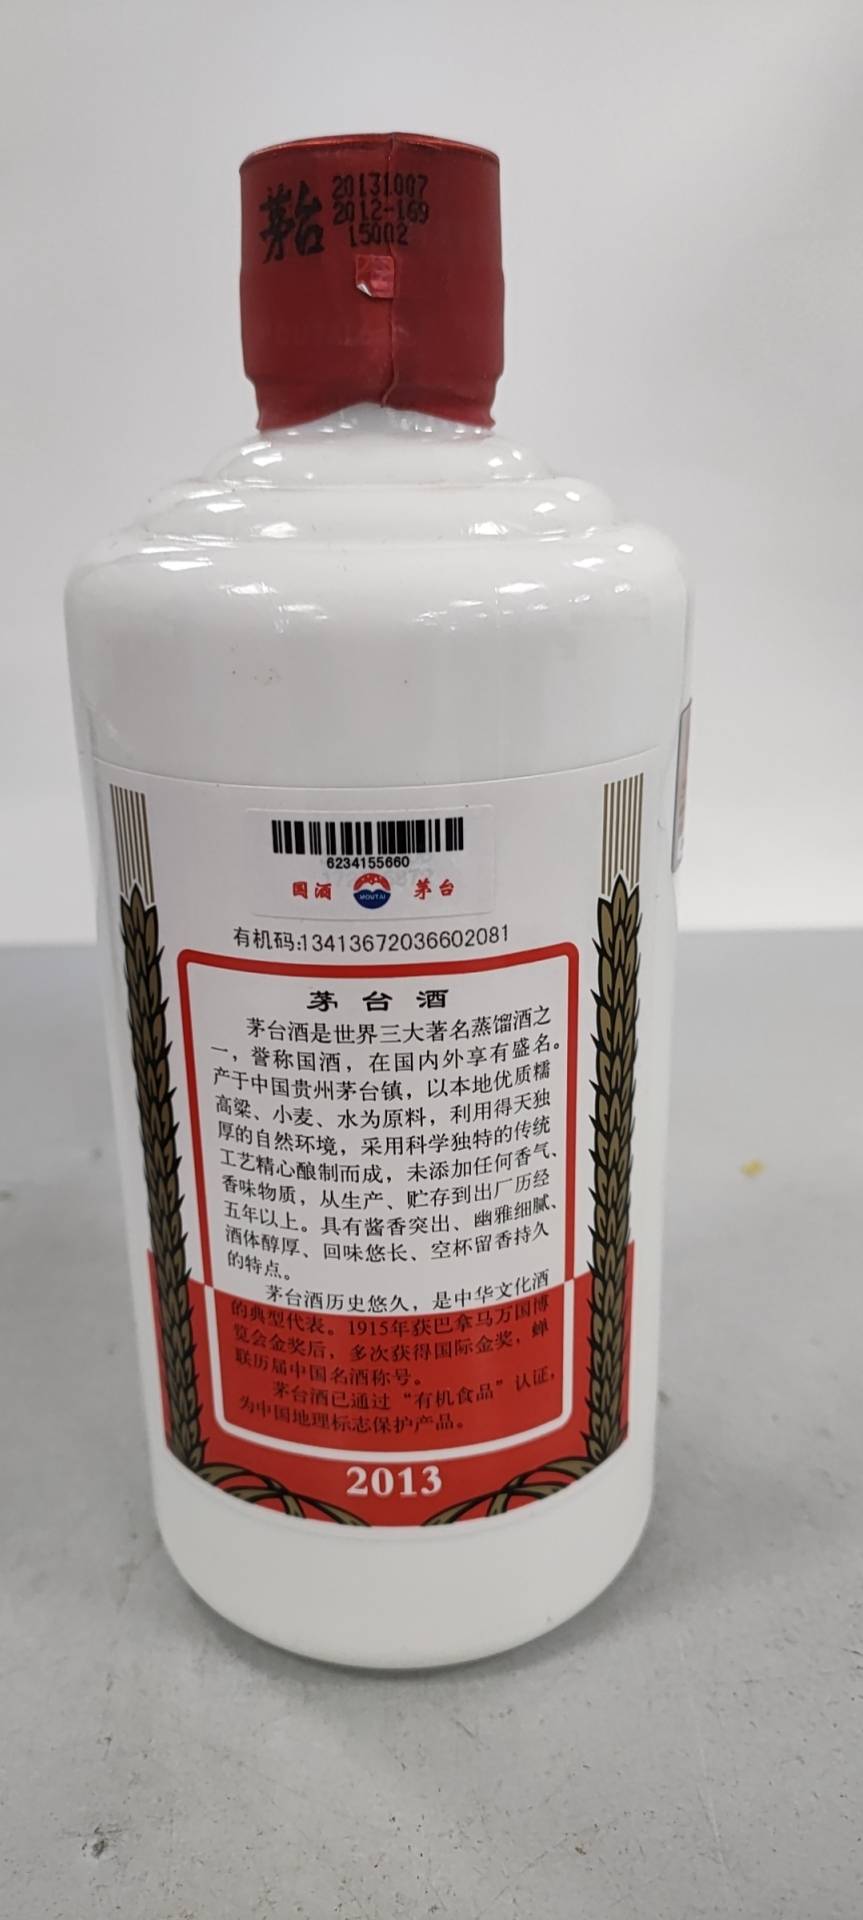 茅台
20131007
2012-169
15002
6234155660
国酒 MOUTAI 茅台
有机码:13413672036602081
茅台酒
茅台酒是世界三大著名蒸馏酒之
一，誉称国酒，在国内外享有盛名。
产于中国贵州茅台镇，以本地优质糯
高粱、小麦、水为原料，利用得天独
厚的自然环境，采用科学独特的传统
工艺精心酿制而成，未添加任何香气、
香味物质，从生产、贮存到出厂历经
五年以上。具有酱香突出、幽雅细腻、
酒体醇厚、回味悠长、空杯留香持久
的特点。
茅台酒历史悠久，是中华文化酒
的典型代表。1915年获巴拿马万国博
览会金奖后，多次获得国际金奖，蝉
联历届中国名酒称号。
茅台酒已通过“有机食品”认证，
为中国地理标志保护产品。
2013